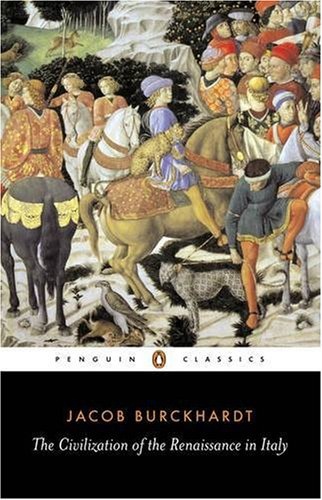 PENGUIN CLASSICS
JACOB BURCKHARDT
The Civilization of the Renaissance in Italy